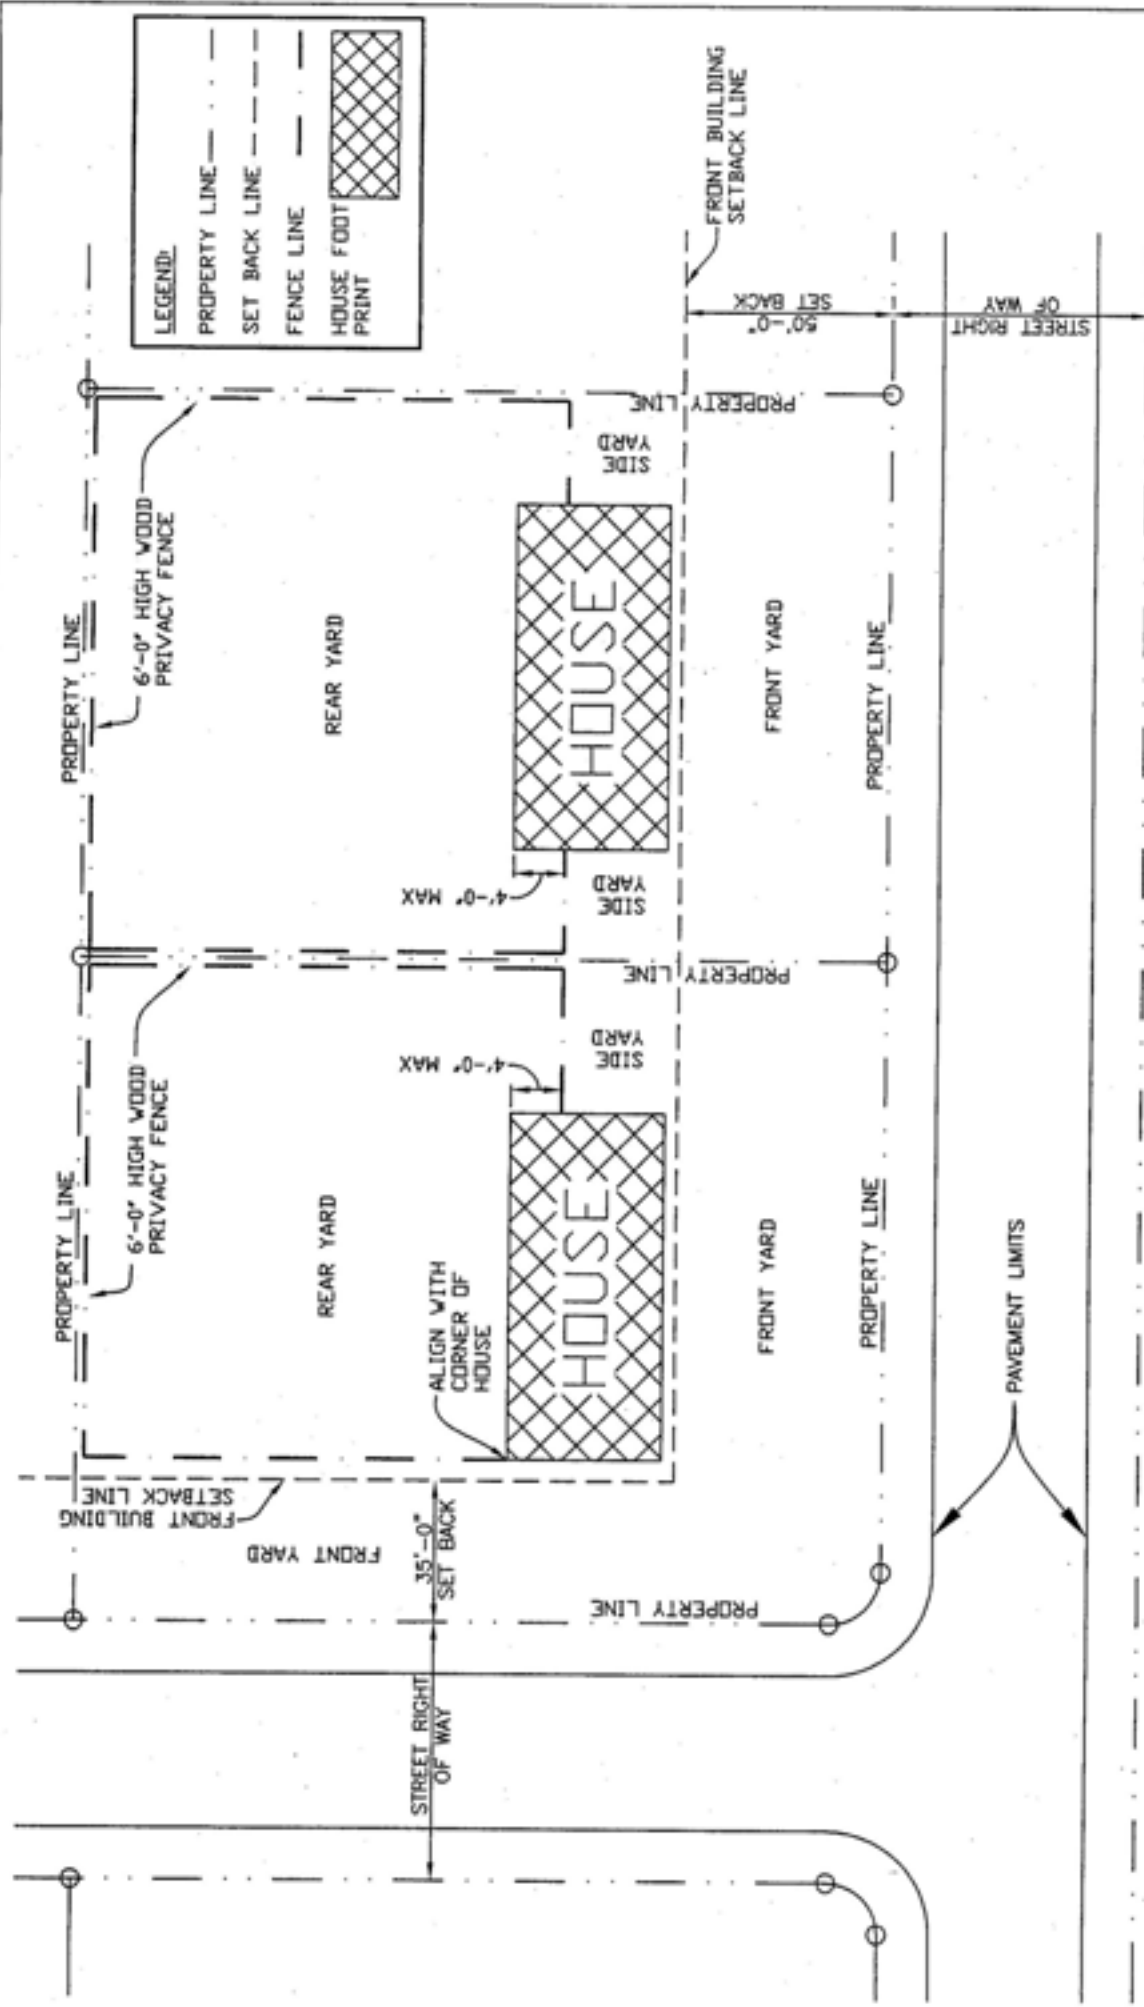 LEGEND:
PROPERTY LINE
SET BACK LINE
FENCE LINE
HOUSE FOOT
PRINT
PROPERTY LINE
PROPERTY LINE
6'-0" HIGH WOOD
PRIVACY FENCE
6'-0" HIGH WOOD
PRIVACY FENCE
FRONT BUILDING
SETBACK LINE
FRONT YARD
REAR YARD
REAR YARD
STREET RIGHT
OF WAY
35'-0"
SET BACK
ALIGN WITH
CORNER OF
HOUSE
4'-0" MAX
4'-0" MAX
HOUSE
HOUSE
SIDE
YARD
SIDE
YARD
SIDE
YARD
PROPERTY LINE
PROPERTY LINE
PROPERTY LINE
FRONT BUILDING
SETBACK LINE
FRONT YARD
FRONT YARD
50'-0"
SET BACK
PROPERTY LINE
PROPERTY LINE
STREET RIGHT
OF WAY
PAVEMENT LIMITS